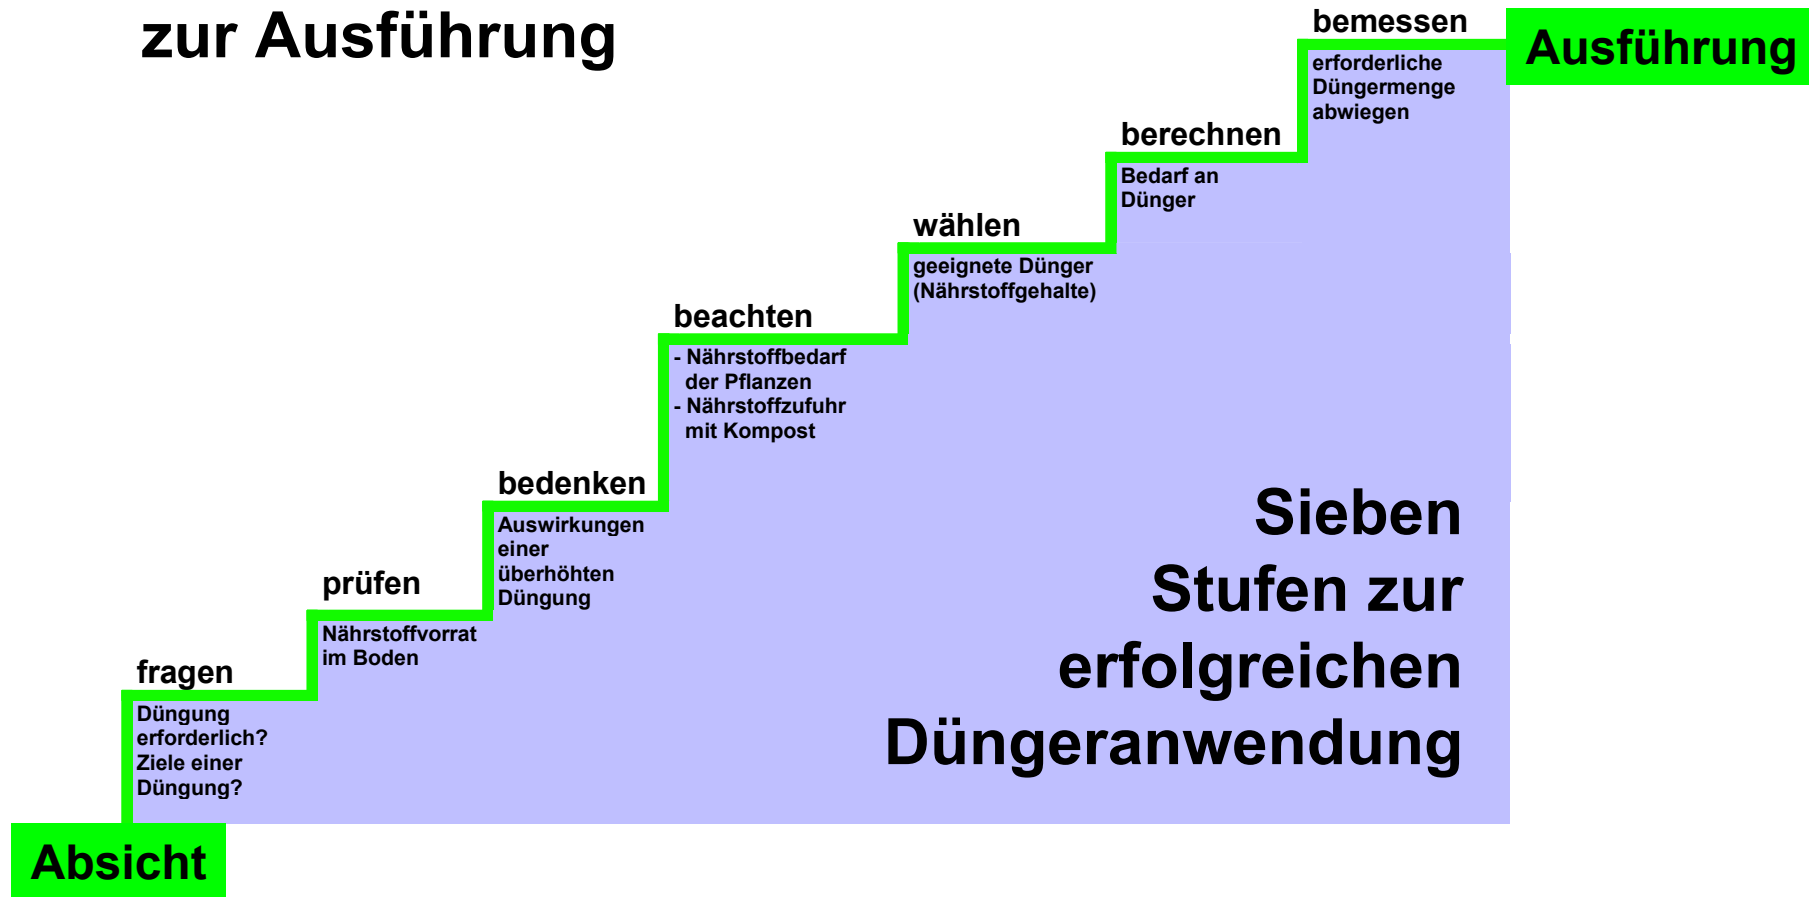 zur Ausführung
bemessen
Ausführung
erforderliche
Düngermenge
abwiegen
berechnen
Bedarf an
Dünger
wählen
geeignete Dünger
(Nährstoffgehalte)
beachten
- Nährstoffbedarf
der Pflanzen
- Nährstoffzufuhr
mit Kompost
bedenken
Auswirkungen
einer
überhöhten
Düngung
prüfen
Nährstoffvorrat
im Boden
fragen
Düngung
erforderlich?
Ziele einer
Düngung?
Sieben
Stufen zur
erfolgreichen
Düngeranwendung
Absicht